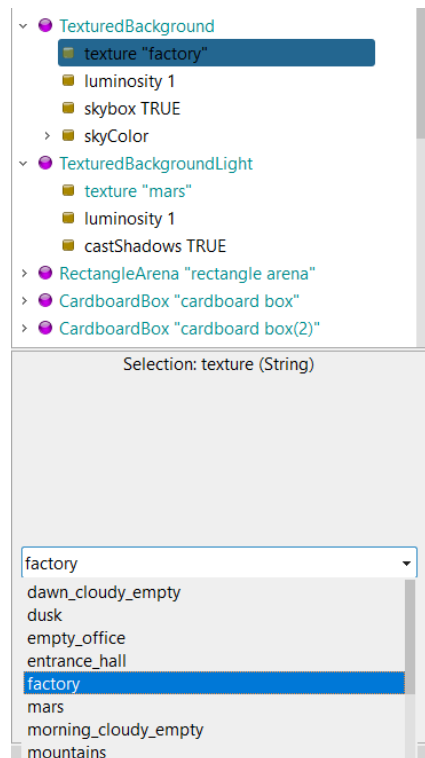 TexturedBackground
texture "factory"
luminosity 1
skybox TRUE
skyColor
TexturedBackgroundLight
texture "mars"
luminosity 1
castShadows TRUE
RectangleArena "rectangle arena"
CardboardBox "cardboard box"
CardboardBox "cardboard box(2)"
Selection: texture (String)
factory
dawn_cloudy_empty
dusk
empty_office
entrance_hall
factory
mars
morning_cloudy_empty
mountains